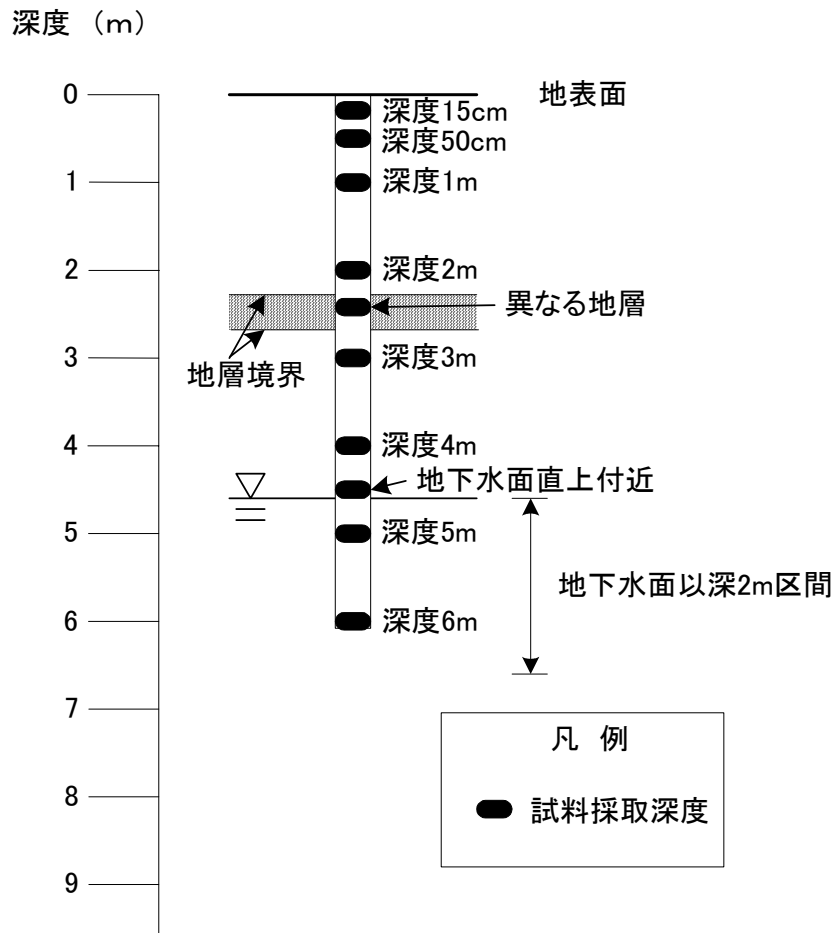 深度 （m）
0
地表面
深度15cm
深度50cm
1
深度1m
2
深度2m
異なる地層
3
深度3m
地層境界
4
深度4m
地下水面直上付近
5
深度5m
地下水面以深2m区間
6
深度6m
7
凡 例
8
試料採取深度
9